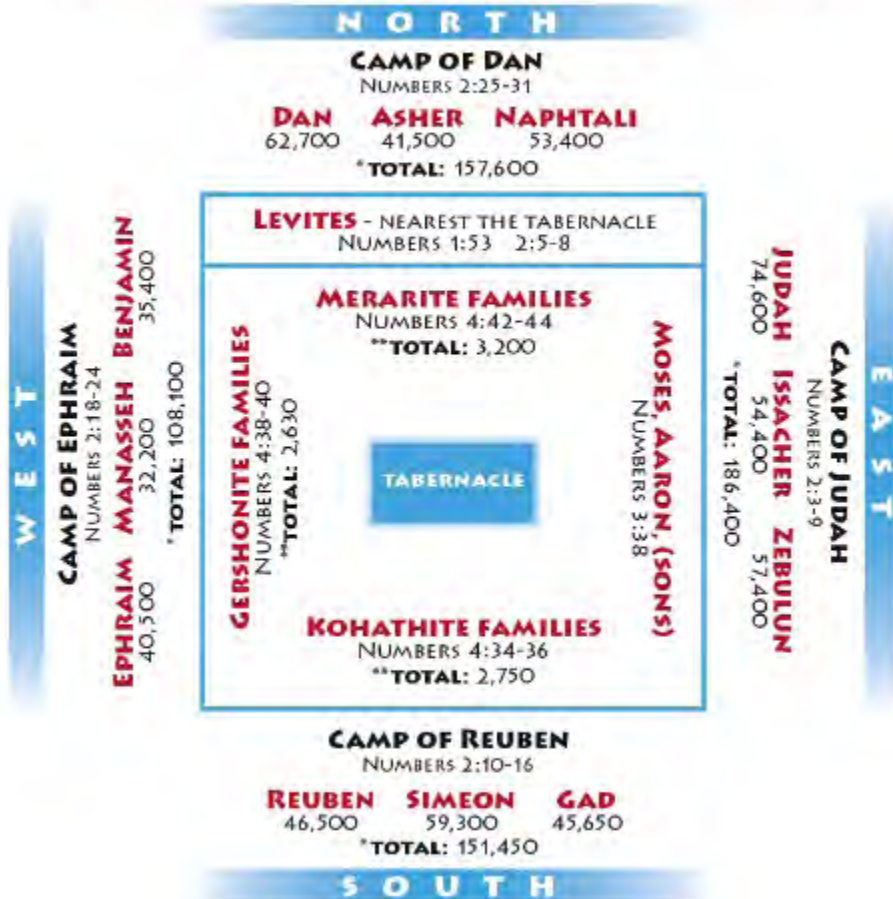 NORTH
CAMP OF DAN
NUMBERS 2:25-31
DAN ASHER NAPHTALI
62,700 41,500 53,400
*TOTAL: 157,600
LEVITES - NEAREST THE TABERNACLE
NUMBERS 1:53 2:5-8
MERARITE FAMILIES
NUMBERS 4:42-44
**TOTAL: 3,200
WEST
CAMP OF EPHRAIM
NUMBERS 2:18-24
EPHRAIM MANASSEH BENJAMIN
40,500 32,200 35,400
*TOTAL: 108,100
GERSHONITE FAMILIES
NUMBERS 4:38-40
**TOTAL: 2,630
TABERNACLE
MOSES, AARON, (SONS)
NUMBERS 3:38
EAST
CAMP OF JUDAH
NUMBERS 2:3-9
JUDAH ISSACHER ZEBULUN
74,600 54,400 57,400
*TOTAL: 186,400
KOHATHITE FAMILIES
NUMBERS 4:34-36
**TOTAL: 2,750
CAMP OF REUBEN
NUMBERS 2:10-16
REUBEN SIMEON GAD
46,500 59,300 45,650
*TOTAL: 151,450
SOUTH